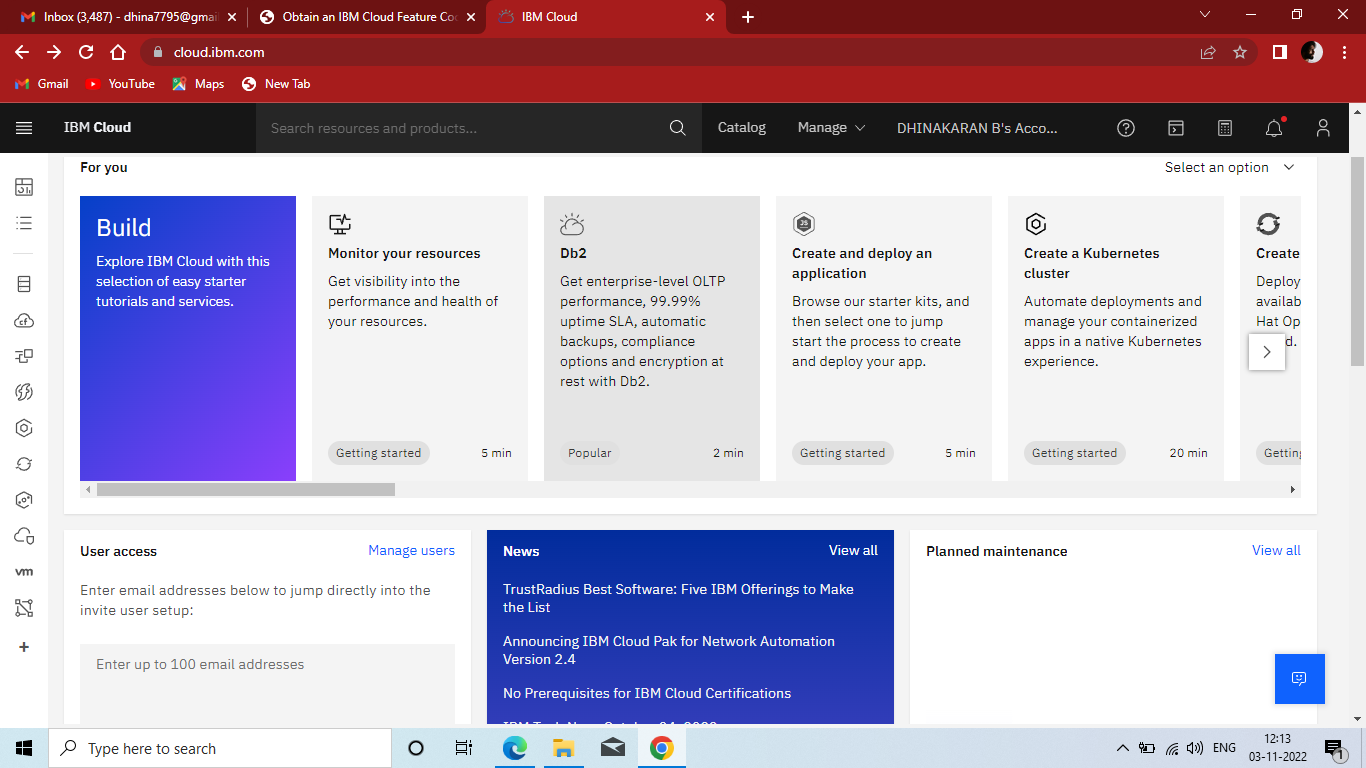 Inbox (3,487) - dhina7795@gmai
Obtain an IBM Cloud Feature Co
IBM Cloud
cloud.ibm.com
Gmail
YouTube
Maps
New Tab
IBM Cloud
Search resources and products...
Catalog
Manage
DHINAKARAN B's Acco...
For you
Select an option
Build
Explore IBM Cloud with this
selection of easy starter
tutorials and services.
Monitor your resources
Get visibility into the
performance and health of
your resources.
Getting started
5 min
Db2
Get enterprise-level OLTP
performance, 99.99%
uptime SLA, automatic
backups, compliance
options and encryption at
rest with Db2.
Popular
2 min
JS
Create and deploy an
application
Browse our starter kits, and
then select one to jump
start the process to create
and deploy your app.
Getting started
5 min
Create a Kubernetes
cluster
Automate deployments and
manage your containerized
apps in a native Kubernetes
experience.
Getting started
20 min
Create
Deploy
availab
Hat Op
d.
Getting
cf
vm
User access
Manage users
Enter email addresses below to jump directly into the
invite user setup:
Enter up to 100 email addresses
News
View all
TrustRadius Best Software: Five IBM Offerings to Make
the List
Announcing IBM Cloud Pak for Network Automation
Version 2.4
No Prerequisites for IBM Cloud Certifications
Planned maintenance
View all
Type here to search
ENG
12:13
03-11-2022
1